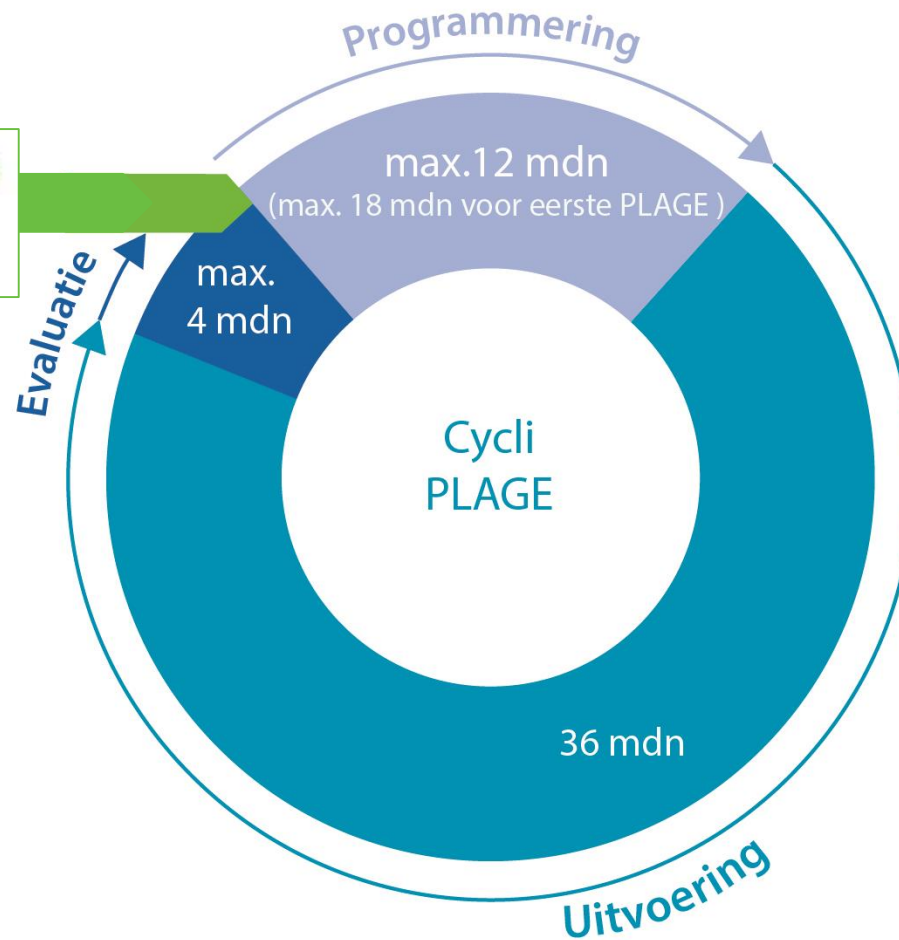 Programmering
max.12 mdn
(max. 18 mdn voor eerste PLAGE )
max.
4 mdn
Evaluatie
Cycli
PLAGE
36 mdn
Uitvoering